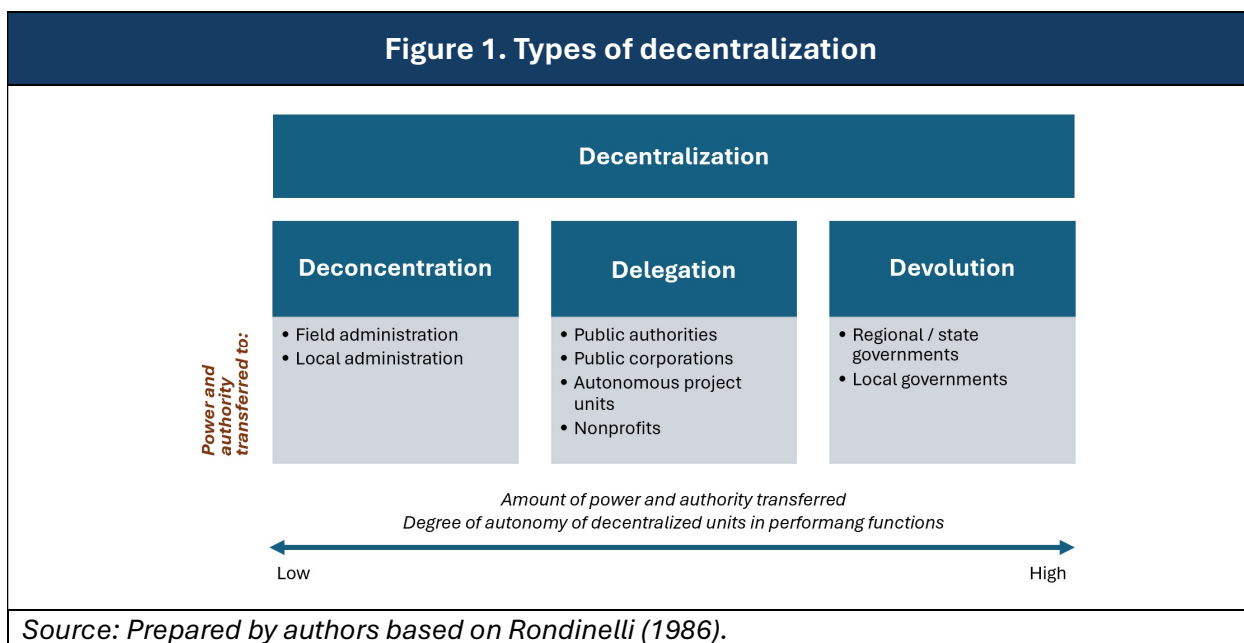 Figure 1. Types of decentralization
Decentralization
Deconcentration
• Field administration
• Local administration
Delegation
• Public authorities
• Public corporations
• Autonomous project
units
• Nonprofits
Devolution
• Regional / state
governments
• Local governments
Power and
authority
transferred to:
Amount of power and authority transferred
Degree of autonomy of decentralized units in performang functions
Low
High
Source: Prepared by authors based on Rondinelli (1986).